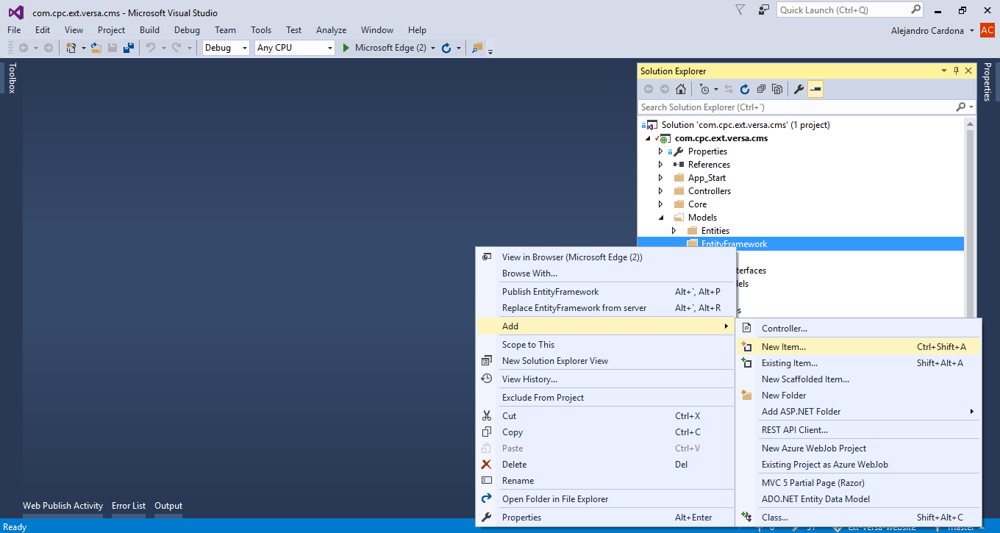 com.cpc.ext.versa.cms - Microsoft Visual Studio
Quick Launch (Ctrl+Q)
File Edit View Project Build Debug Team Tools Test Analyze Window Help
Alejandro Cardona AC
Debug Any CPU Microsoft Edge (2)
Toolbox
Properties
Solution Explorer
Search Solution Explorer (Ctrl+`)
Solution 'com.cpc.ext.versa.cms' (1 project)
com.cpc.ext.versa.cms
Properties
References
App_Start
Controllers
Core
Models
Entities
EntityFramework
terfaces
els
s
View in Browser (Microsoft Edge (2))
Browse With...
Publish EntityFramework Alt+`, Alt+P
Replace EntityFramework from server Alt+`, Alt+R
Add
Scope to This
New Solution Explorer View
View History...
Exclude From Project
Cut Ctrl+X
Copy Ctrl+C
Paste Ctrl+V
Delete Del
Rename
Open Folder in File Explorer
Properties Alt+Enter
Controller...
New Item... Ctrl+Shift+A
Existing Item... Shift+Alt+A
New Scaffolded Item...
New Folder
Add ASP.NET Folder
REST API Client...
New Azure WebJob Project
Existing Project as Azure WebJob
MVC 5 Partial Page (Razor)
ADO.NET Entity Data Model
Class... Shift+Alt+C
Web Publish Activity Error List Output
Ready
0 ext-versa-website master